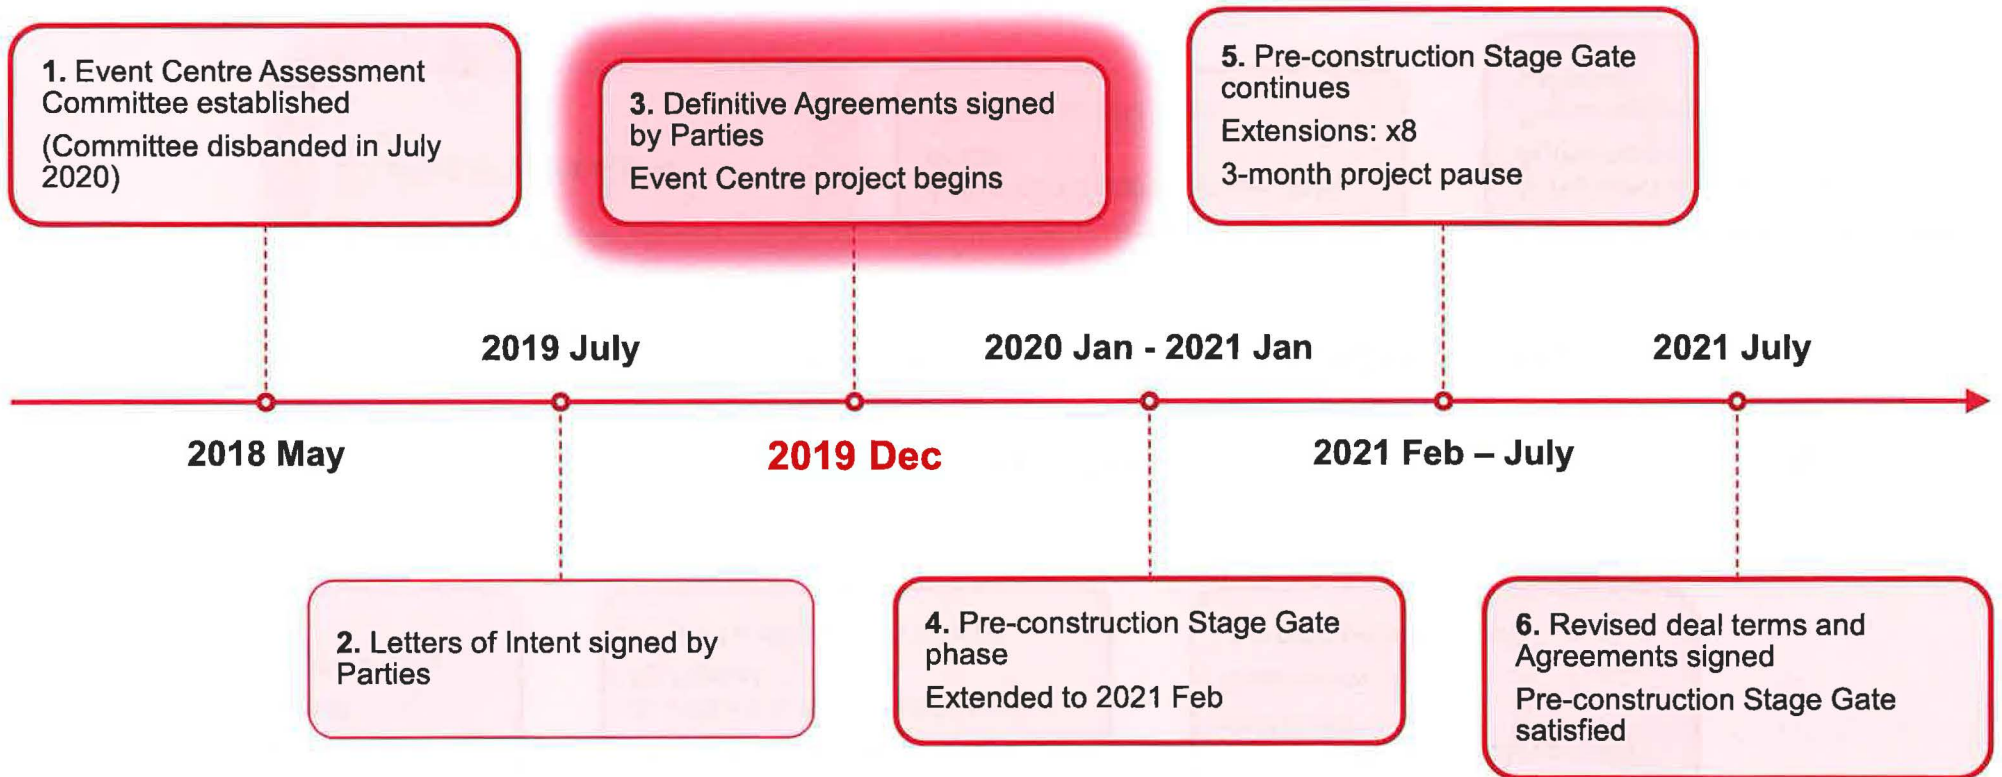 1. Event Centre Assessment
Committee established
(Committee disbanded in July
2020)
3. Definitive Agreements signed
by Parties
Event Centre project begins
5. Pre-construction Stage Gate
continues
Extensions: x8
3-month project pause
2019 July
2020 Jan - 2021 Jan
2021 July
2018 May
2019 Dec
2021 Feb – July
2. Letters of Intent signed by
Parties
4. Pre-construction Stage Gate
phase
Extended to 2021 Feb
6. Revised deal terms and
Agreements signed
Pre-construction Stage Gate
satisfied